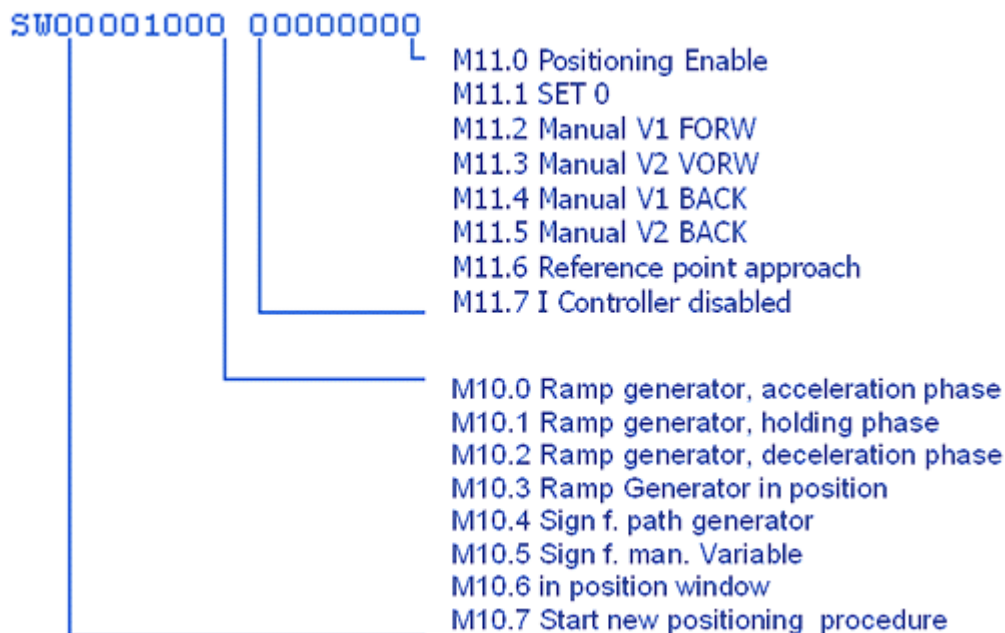 SW00001000 00000000
M11.0 Positioning Enable
M11.1 SET 0
M11.2 Manual V1 FORW
M11.3 Manual V2 VORW
M11.4 Manual V1 BACK
M11.5 Manual V2 BACK
M11.6 Reference point approach
M11.7 I Controller disabled
M10.0 Ramp generator, acceleration phase
M10.1 Ramp generator, holding phase
M10.2 Ramp generator, deceleration phase
M10.3 Ramp Generator in position
M10.4 Sign f. path generator
M10.5 Sign f. man. Variable
M10.6 in position window
M10.7 Start new positioning procedure